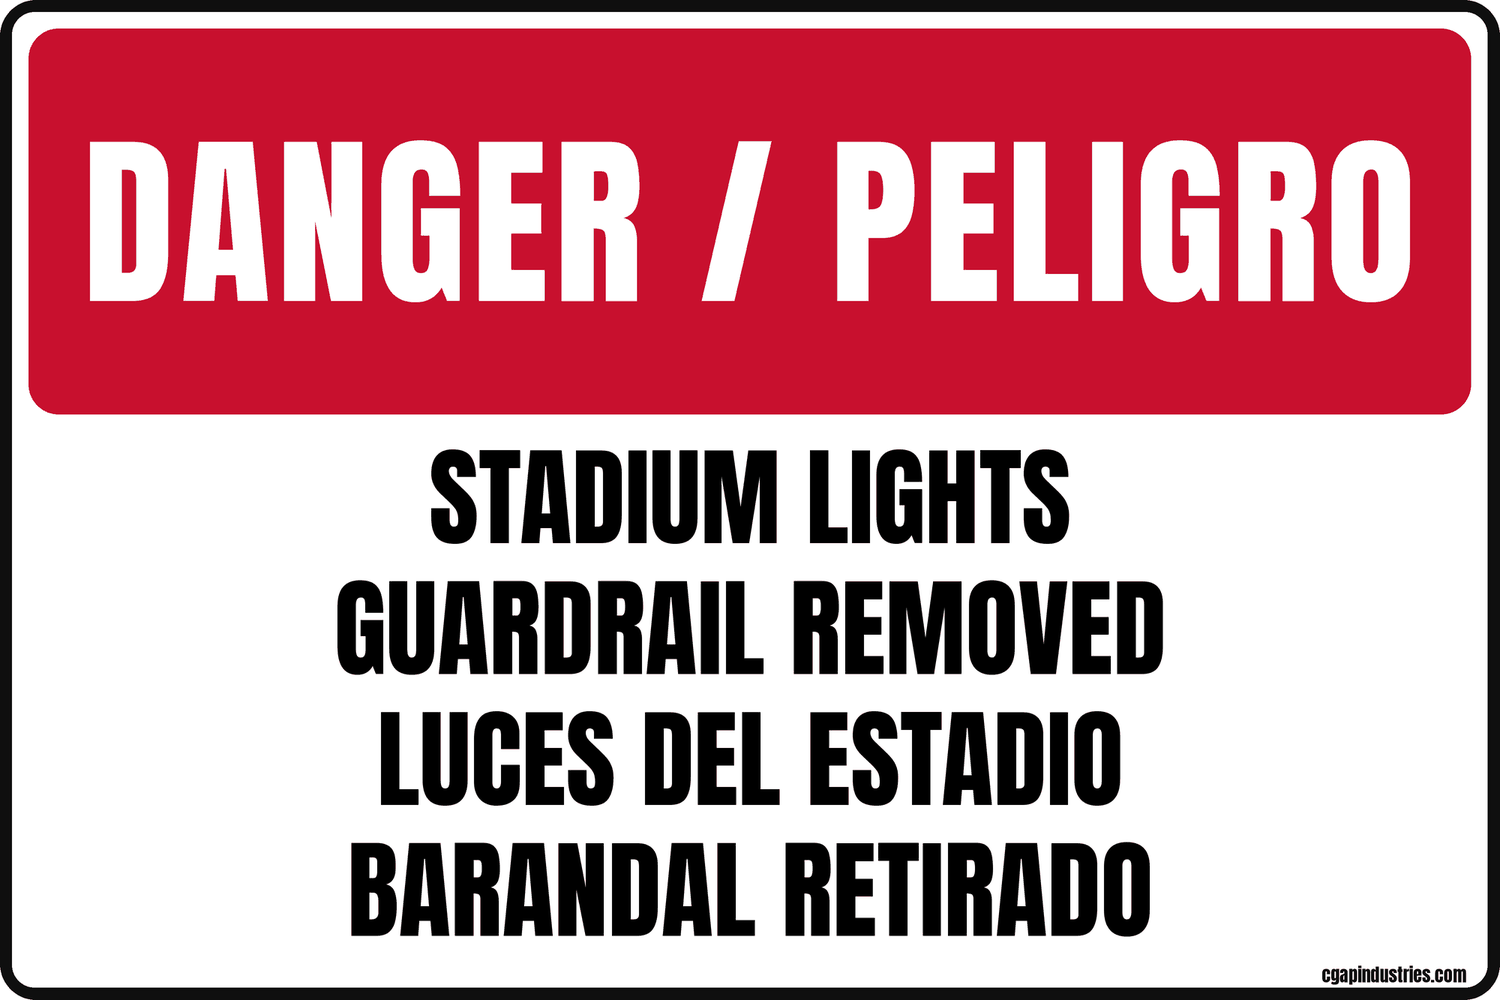 DANGER / PELIGRO
STADIUM LIGHTS
GUARDRAIL REMOVED
LUCES DEL ESTADIO
BARANDAL RETIRADO
cgapindustries.com